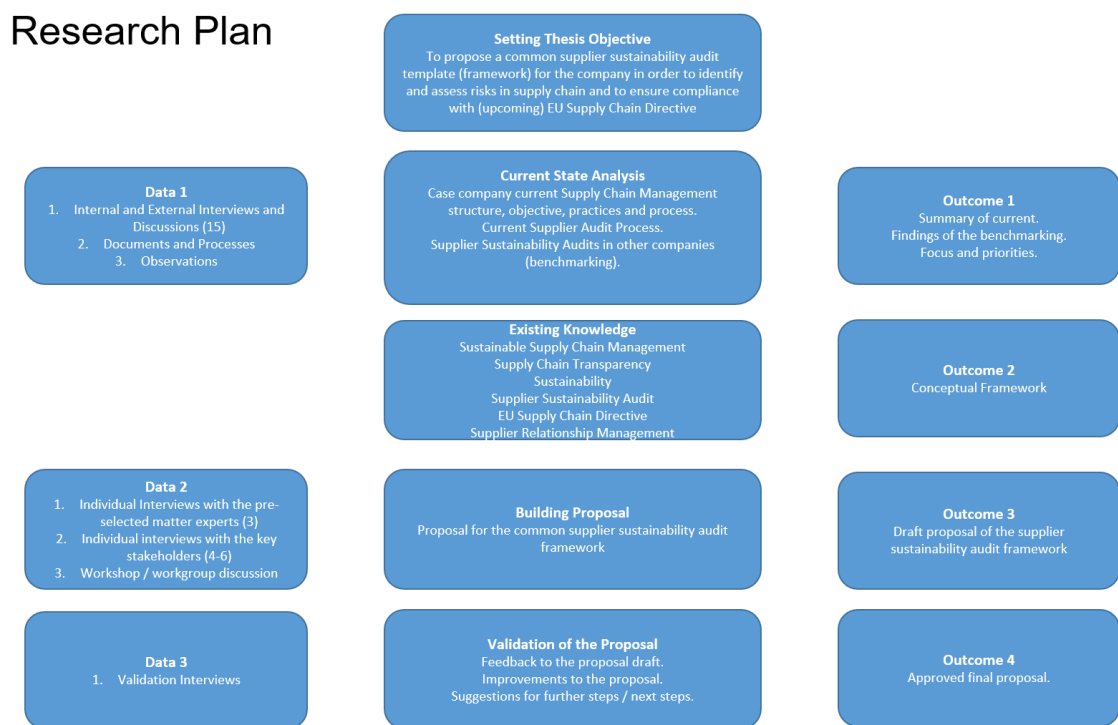 Research Plan
Setting Thesis Objective
To propose a common supplier sustainability audit
template (framework) for the company in order to identify
and assess risks in supply chain and to ensure compliance
with (upcoming) EU Supply Chain Directive
Data 1
1. Internal and External Interviews and
Discussions (15)
2. Documents and Processes
3. Observations
Current State Analysis
Case company current Supply Chain Management
structure, objective, practices and process.
Current Supplier Audit Process.
Supplier Sustainability Audits in other companies
(benchmarking).
Outcome 1
Summary of current.
Findings of the benchmarking.
Focus and priorities.
Existing Knowledge
Sustainable Supply Chain Management
Supply Chain Transparency
Sustainability
Supplier Sustainability Audit
EU Supply Chain Directive
Supplier Relationship Management
Outcome 2
Conceptual Framework
Data 2
1. Individual Interviews with the pre-
selected matter experts (3)
2. Individual interviews with the key
stakeholders (4-6)
3. Workshop / workgroup discussion
Building Proposal
Proposal for the common supplier sustainability audit
framework
Outcome 3
Draft proposal of the supplier
sustainability audit framework
Data 3
1. Validation Interviews
Validation of the Proposal
Feedback to the proposal draft.
Improvements to the proposal.
Suggestions for further steps / next steps.
Outcome 4
Approved final proposal.